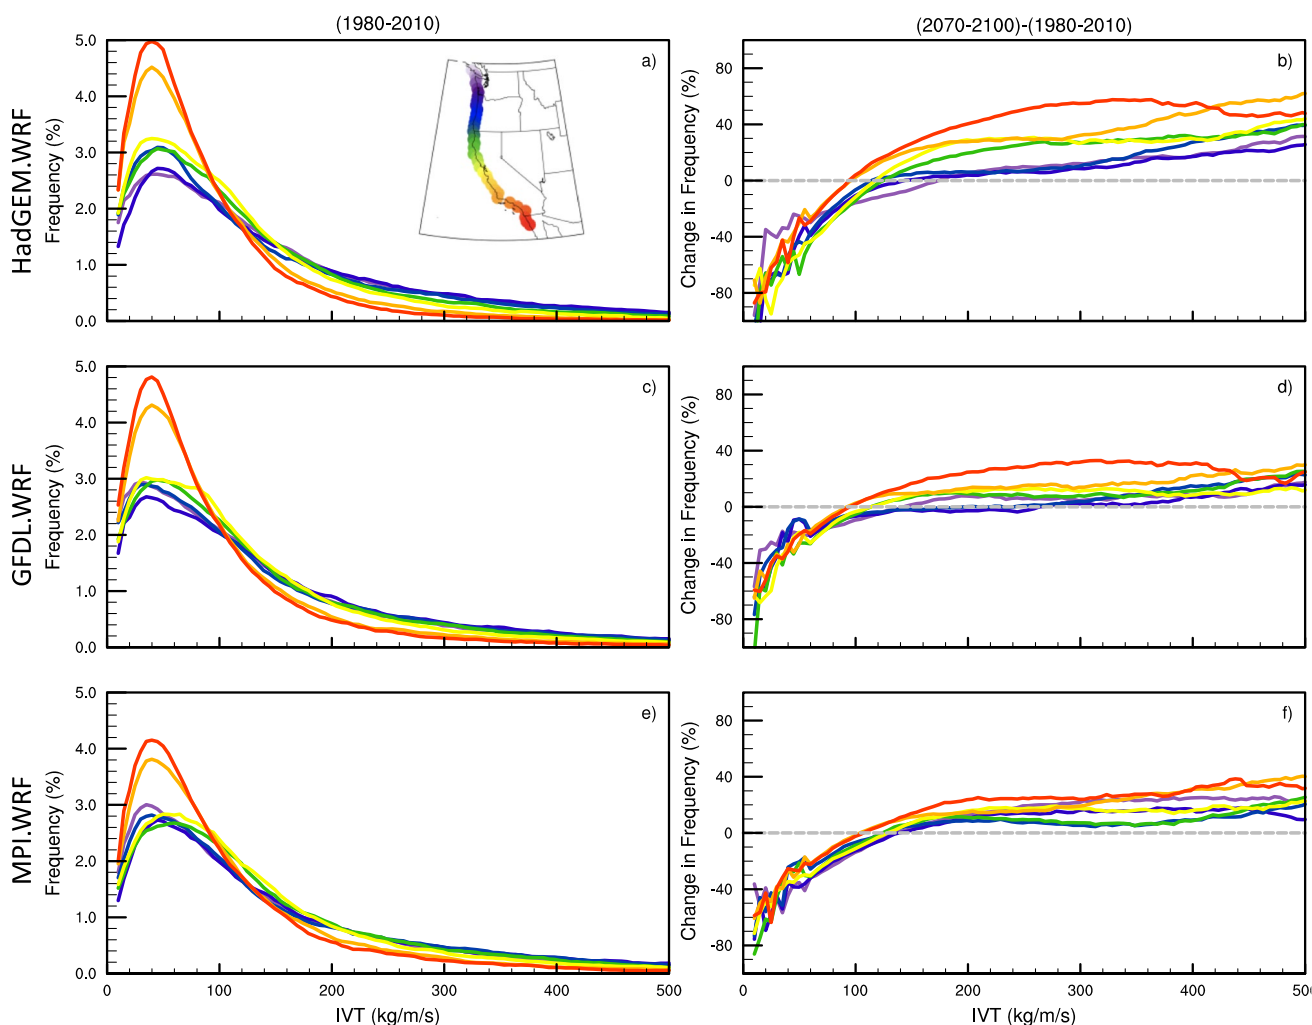 (1980-2010)
(2070-2100)-(1980-2010)
HadGEM.WRF
Frequency (%)
5.0
4.0
3.0
2.0
1.0
0.0
a)
Change in Frequency (%)
80
40
0
-40
-80
b)
GFDL.WRF
Frequency (%)
5.0
4.0
3.0
2.0
1.0
0.0
c)
Change in Frequency (%)
80
40
0
-40
-80
d)
MPI.WRF
Frequency (%)
5.0
4.0
3.0
2.0
1.0
0.0
e)
0 100 200 300 400 500
IVT (kg/m/s)
Change in Frequency (%)
80
40
0
-40
-80
f)
0 100 200 300 400 500
IVT (kg/m/s)